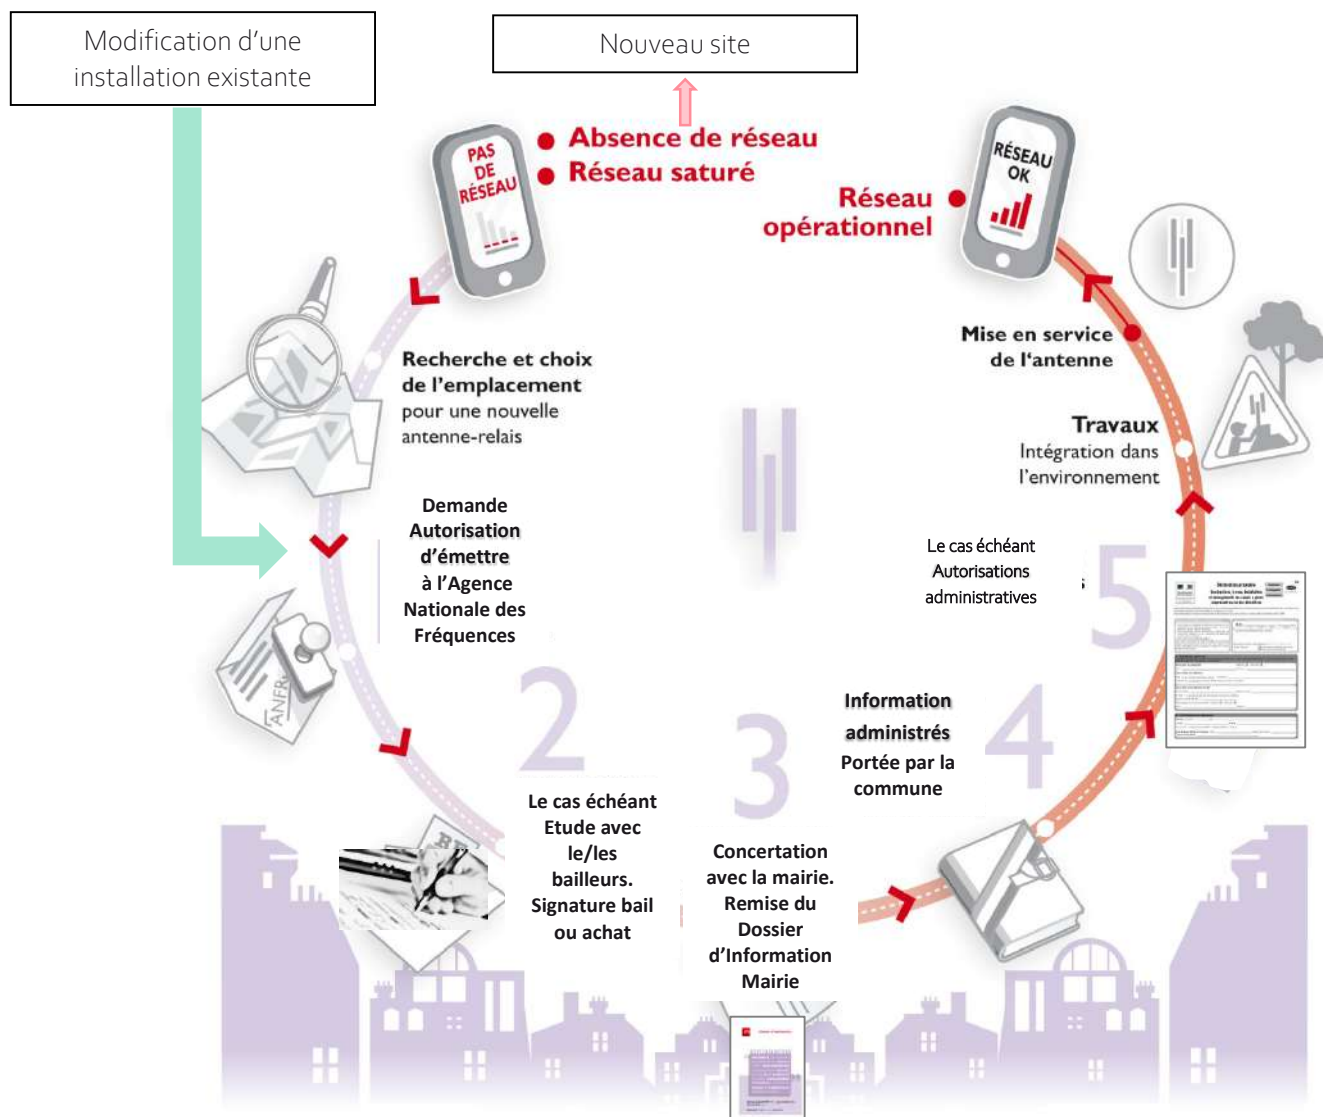 Modification d'une
installation existante
Nouveau site
PAS
DE
RÉSEAU
Absence de réseau
Réseau saturé
RÉSEAU
OK
Réseau
opérationnel
Recherche et choix
de l'emplacement
pour une nouvelle
antenne-relais
Mise en service
de l'antenne
Travaux
Intégration dans
l'environnement
Demande
Autorisation
d'émettre
à l'Agence
Nationale des
Fréquences
ANFR
Le cas échéant
Autorisations
administratives
5
2
Le cas échéant
Etude avec
le/les
bailleurs.
Signature bail
ou achat
3
Concertation
avec la mairie.
Remise du
Dossier
d'Information
Mairie
4
Information
administrés
Portée par la
commune